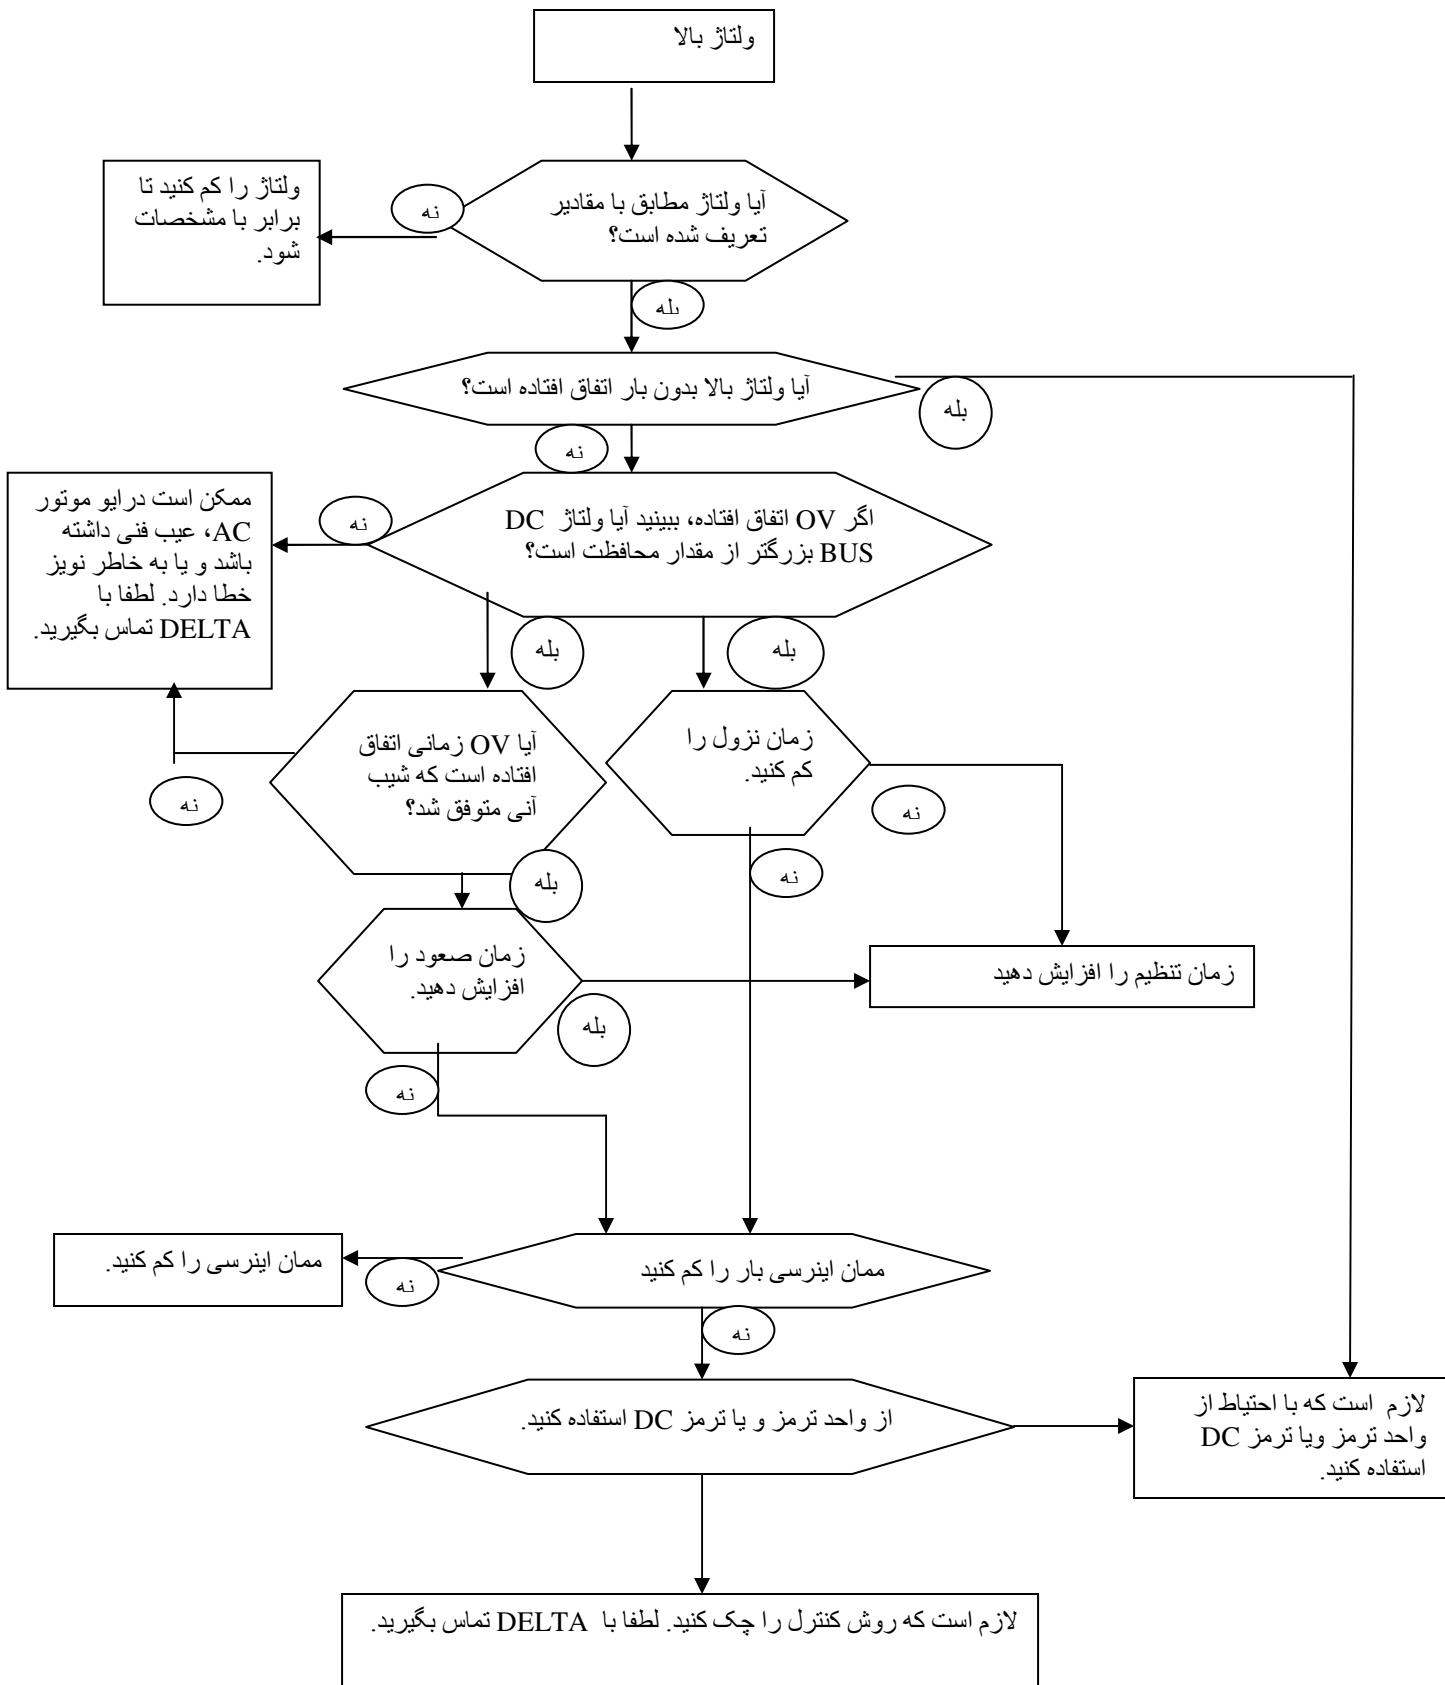 ولتاژ بالا
آیا ولتاژ مطابق با مقادیر
تعریف شده است؟
نه
ولتاژ را کم کنید تا
برابر با مشخصات
شود.
بله
آیا ولتاژ بالا بدون بار اتفاق افتاده است؟
بله
نه
اگر OV اتفاق افتاده، ببینید آیا ولتاژ DC
BUS بزرگتر از مقدار محافظت است؟
نه
ممکن است درایو موتور
AC، عیب فنی داشته
باشد و یا به خاطر نویز
خطا دارد. لطفا با
DELTA تماس بگیرید.
بله
بله
آیا OV زمانی اتفاق
افتاده است که شیب
آنی متوفق شد؟
نه
زمان نزول را
کم کنید.
نه
نه
بله
زمان صعود را
افزایش دهید.
زمان تنظیم را افزایش دهید
بله
نه
ممان اینرسی بار را کم کنید
نه
ممان اینرسی را کم کنید.
نه
از واحد ترمز و یا ترمز DC استفاده کنید.
لازم است که با احتیاط از
واحد ترمز ویا ترمز DC
استفاده کنید.
لازم است که روش کنترل را چک کنید. لطفا با DELTA تماس بگیرید.